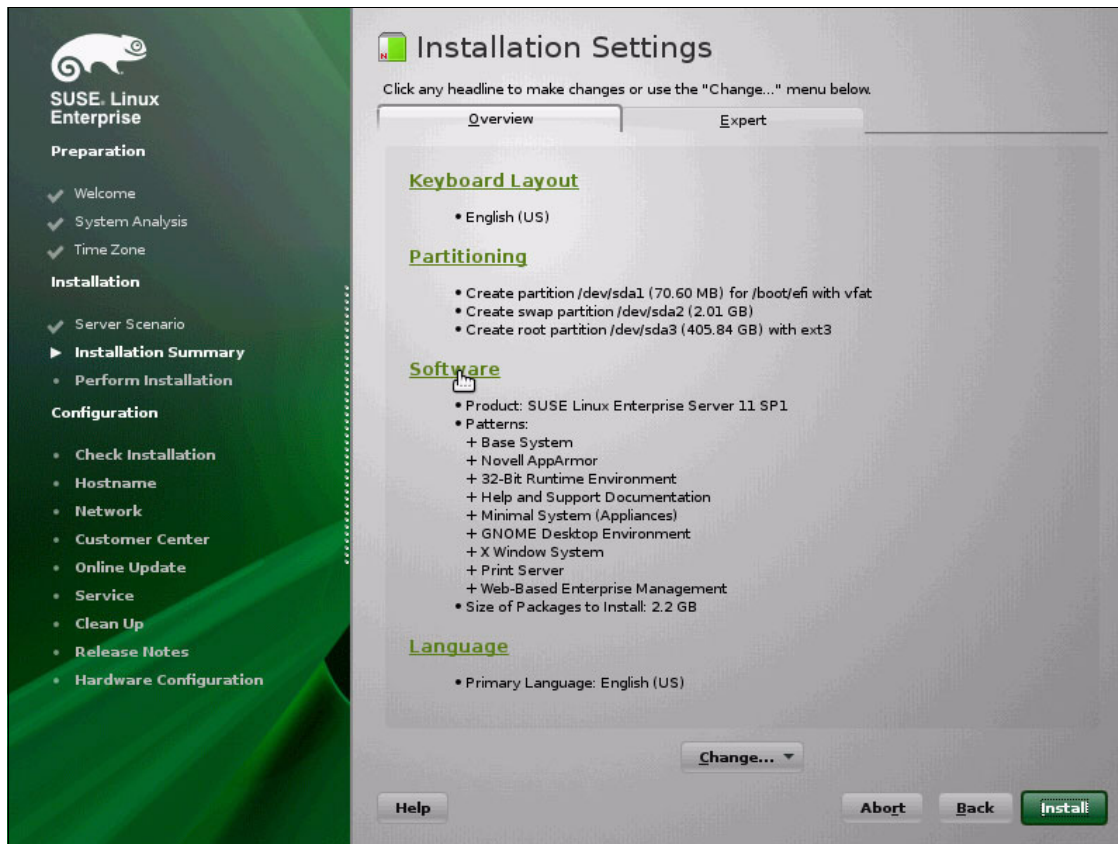 SUSE. Linux
Enterprise
Preparation
Welcome
System Analysis
Time Zone
Installation
Server Scenario
Installation Summary
Perform Installation
Configuration
Check Installation
Hostname
Network
Customer Center
Online Update
Service
Clean Up
Release Notes
Hardware Configuration
N
Installation Settings
Click any headline to make changes or use the "Change..." menu below.
Overview
Expert
Keyboard Layout
• English (US)
Partitioning
• Create partition /dev/sda1 (70.60 MB) for /boot/efi with vfat
• Create swap partition /dev/sda2 (2.01 GB)
• Create root partition /dev/sda3 (405.84 GB) with ext3
Software
• Product: SUSE Linux Enterprise Server 11 SP1
• Patterns:
+ Base System
+ Novell AppArmor
+ 32-Bit Runtime Environment
+ Help and Support Documentation
+ Minimal System (Appliances)
+ GNOME Desktop Environment
+ X Window System
+ Print Server
+ Web-Based Enterprise Management
• Size of Packages to Install: 2.2 GB
Language
• Primary Language: English (US)
Change...
Help
Abort
Back
Install